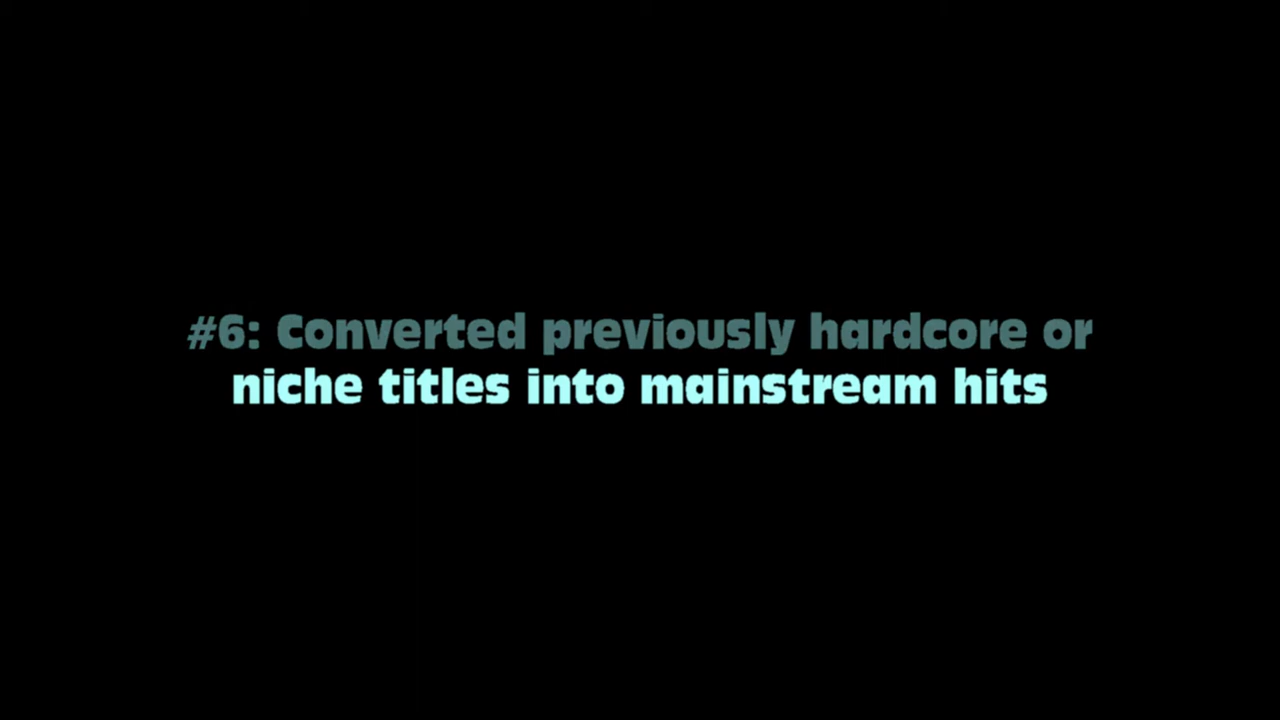 #6: Converted previously hardcore or
niche titles into mainstream hits